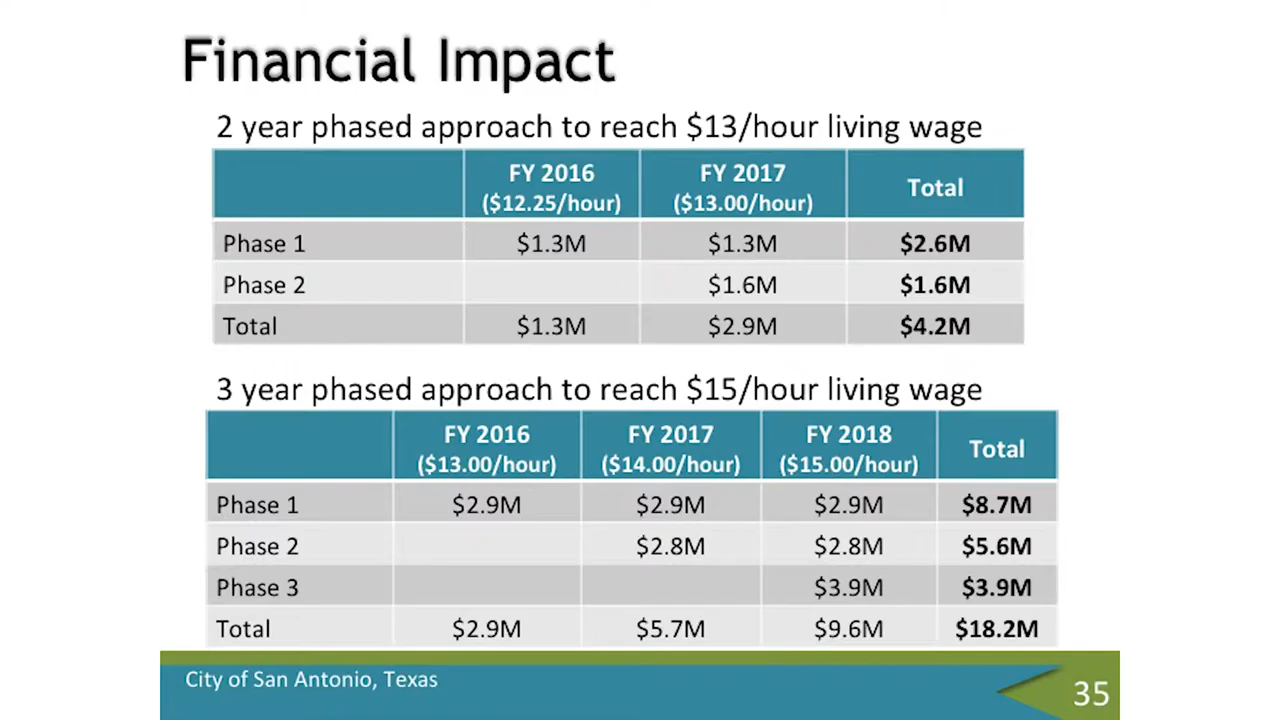 Financial Impact
2 year phased approach to reach $13/hour living wage
FY 2016 FY 2017 Total
($12.25/hour) ($13.00/hour)
Phase 1 $1.3M $1.3M $2.6M
Phase 2 $1.6M $1.6M
Total $1.3M $2.9M $4.2M
3 year phased approach to reach $15/hour living wage
FY 2016 FY 2017 FY 2018 Total
($13.00/hour) ($14.00/hour) ($15.00/hour)
Phase 1 $2.9M $2.9M $2.9M $8.7M
Phase 2 $2.8M $2.8M $5.6M
Phase 3 $3.9M $3.9M
Total $2.9M $5.7M $9.6M $18.2M
City of San Antonio, Texas
35